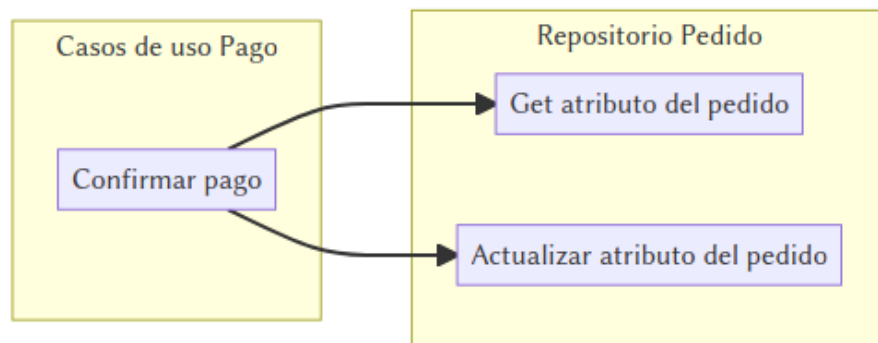 Casos de uso Pago
Confirmar pago
Repositorio Pedido
Get atributo del pedido
Actualizar atributo del pedido